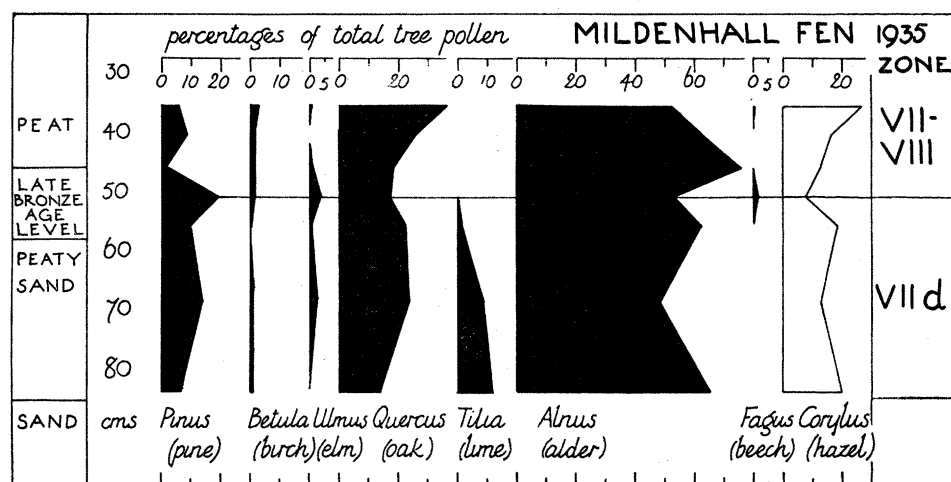 percentages of total tree pollen MILDENHALL FEN 1935
30 0 10 20 0 10 0 5 0 20 0 10 0 20 40 60 0 5 0 20 ZONE
PEAT 40 VII-
VIII
LATE
BRONZE 50
AGE
LEVEL
PEATY 60
SAND 70 VII d
80
SAND cms Pinus Betula Ulmus Quercus Tilia Alnus Fagus Corylus
(pine) (birch) (elm) (oak) (lime) (alder) (beech) (hazel)